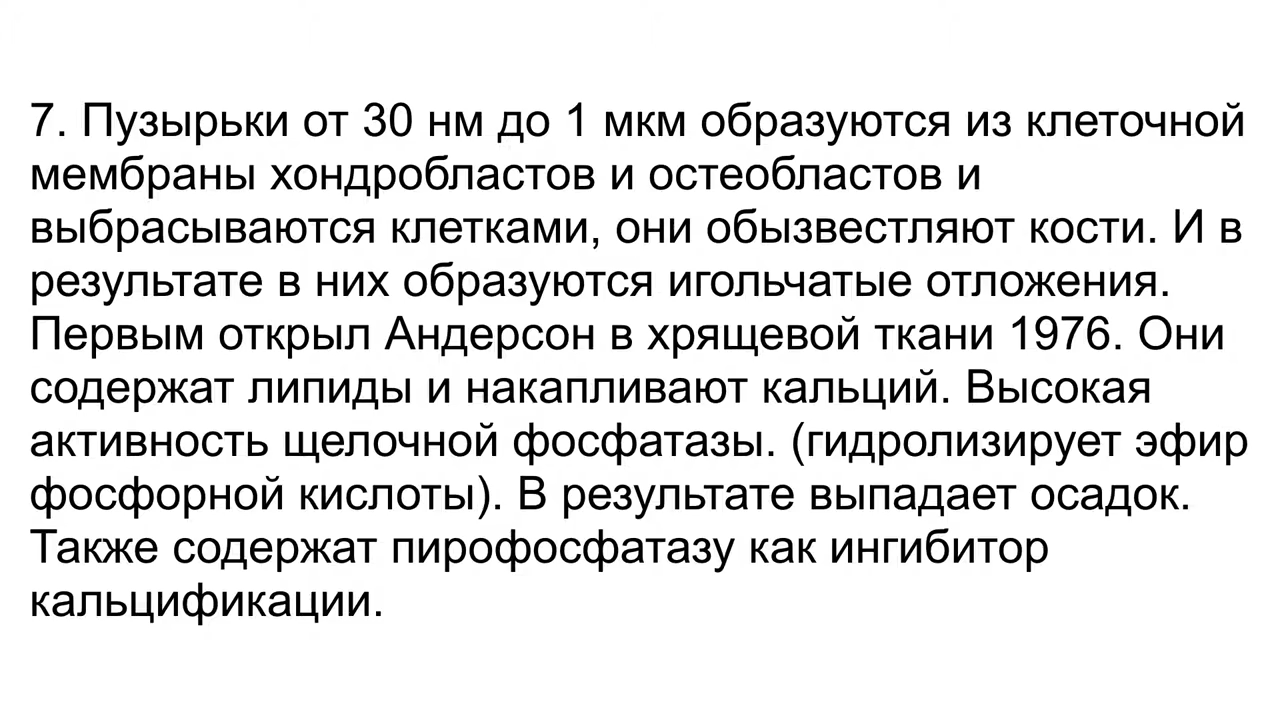 7. Пузырьки от 30 нм до 1 мкм образуются из клеточной
мембраны хондробластов и остеобластов и
выбрасываются клетками, они обызвестляют кости. И в
результате в них образуются игольчатые отложения.
Первым открыл Андерсон в хрящевой ткани 1976. Они
содержат липиды и накапливают кальций. Высокая
активность щелочной фосфатазы. (гидролизирует эфир
фосфорной кислоты). В результате выпадает осадок.
Также содержат пирофосфатазу как ингибитор
кальцификации.